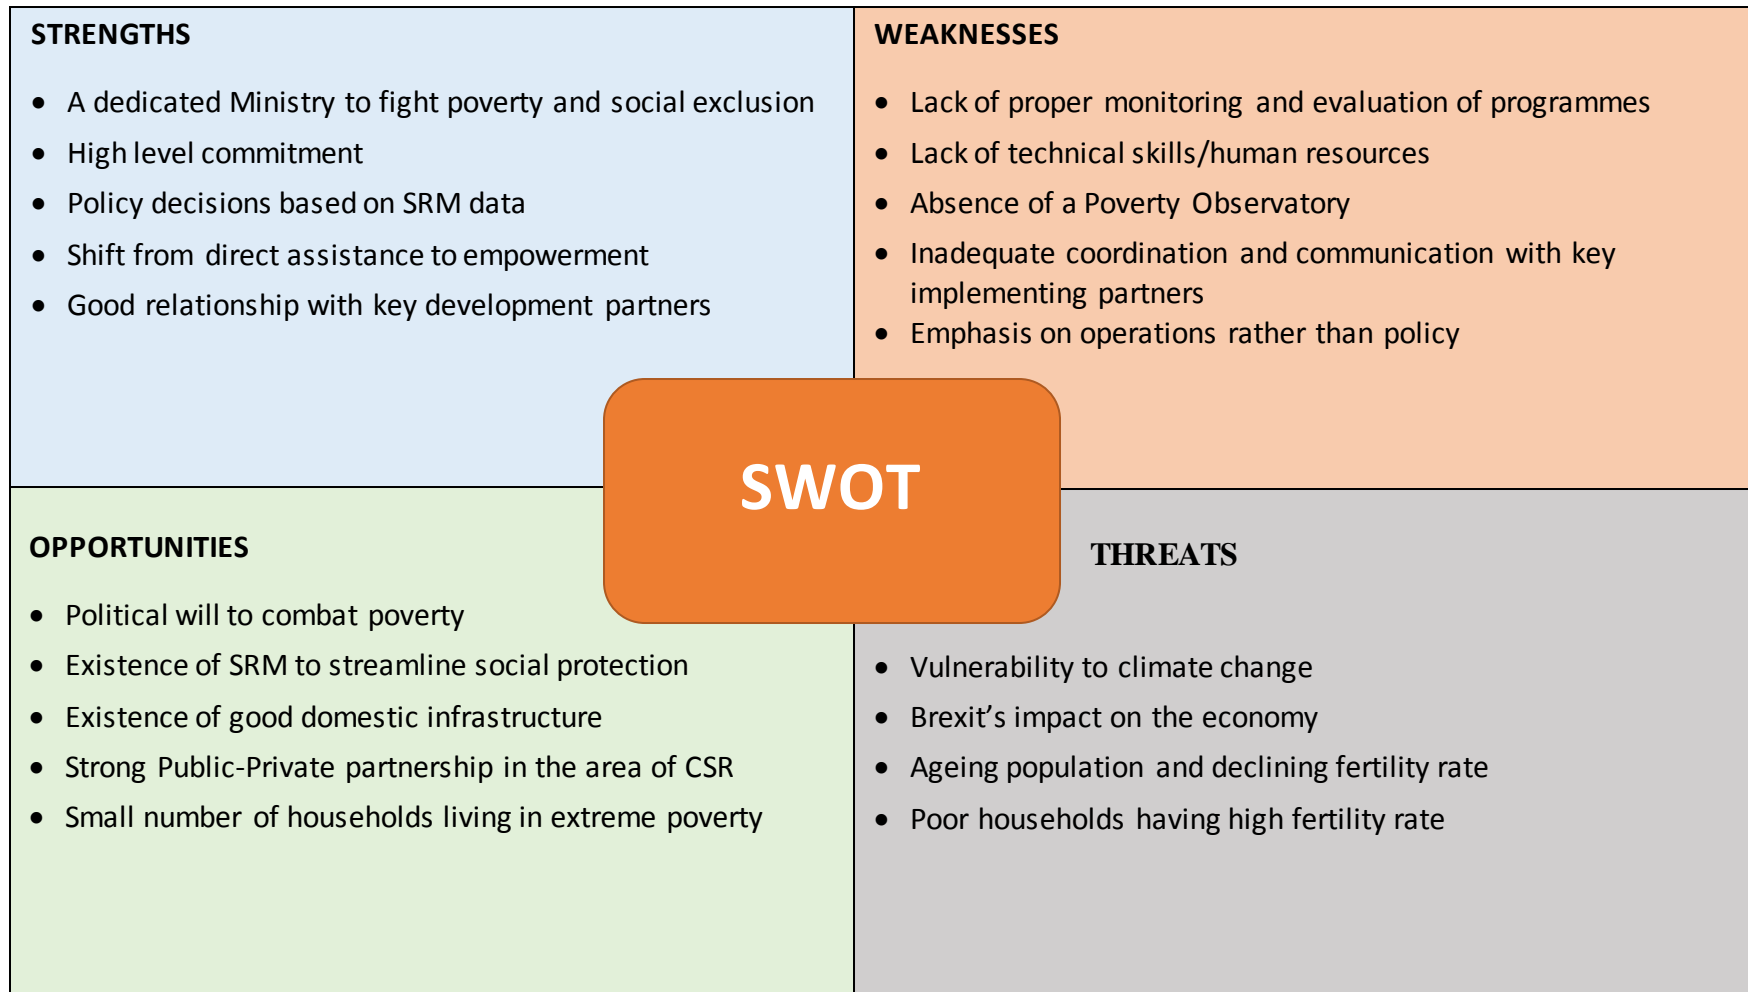 STRENGTHS
• A dedicated Ministry to fight poverty and social exclusion
• High level commitment
• Policy decisions based on SRM data
• Shift from direct assistance to empowerment
• Good relationship with key development partners
WEAKNESSES
• Lack of proper monitoring and evaluation of programmes
• Lack of technical skills/human resources
• Absence of a Poverty Observatory
• Inadequate coordination and communication with key
implementing partners
• Emphasis on operations rather than policy
SWOT
OPPORTUNITIES
• Political will to combat poverty
• Existence of SRM to streamline social protection
• Existence of good domestic infrastructure
• Strong Public-Private partnership in the area of CSR
• Small number of households living in extreme poverty
THREATS
• Vulnerability to climate change
• Brexit’s impact on the economy
• Ageing population and declining fertility rate
• Poor households having high fertility rate